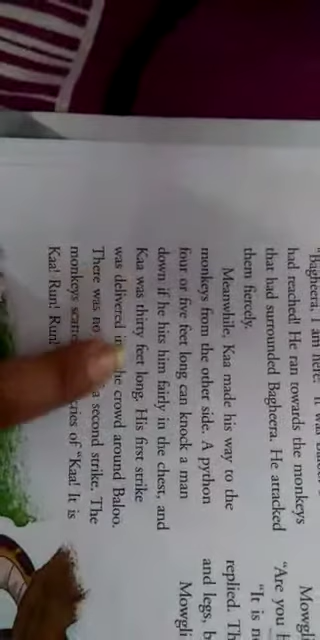 "Bagheera. I am here." It was
had reached! He ran towards the monkeys
that had surrounded Bagheera. He attacked
them fiercely.
Meanwhile, Kaa made his way to the
monkeys from the other side. A python
four or five feet long can knock a man
down if he hits him fairly in the chest, and
Kaa was thirty feet long. His first strike
was delivered in the crowd around Baloo.
There was no a second strike. The
monkeys cries of "Kaa! It is
Kaa! Run! Run!
Mowgli
"Are you
"It is
replied.
and legs,
Mowgli